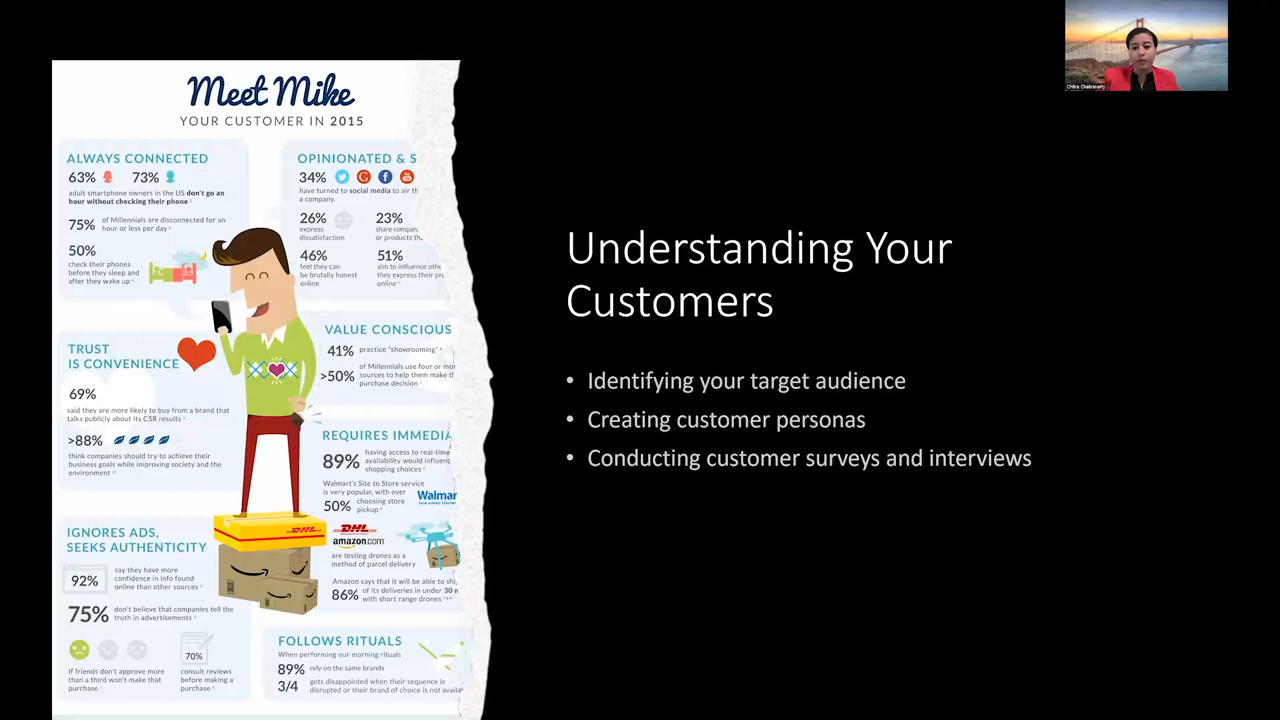 Meet Mike
YOUR CUSTOMER IN 2015
ALWAYS CONNECTED
63% 73%
adult smartphone owners in the US don't go an
hour without checking their phone
75% of Millennials are disconnected for an
hour or less per day
50%
check their phones
before they sleep and
after they wake up
TRUST
IS CONVENIENCE
69%
said they are more likely to buy from a brand that
talks publicly about its CSR results
>88%
think companies should try to achieve their
business goals while improving society and the
environment
IGNORES ADS,
SEEKS AUTHENTICITY
92% say they have more
confidence in info found
online than other sources
75% don't believe that companies tell the
truth in advertisements
If friends don't approve more
than a third won't make that
purchase
70%
consult reviews
before making a
purchase
OPINIONATED & S
34%
have turned to social media to air th
a company.
26%
express
dissatisfaction
23%
share compan
or products th
46%
feel they can
be brutally honest
online
51%
aim to influence othe
they express their pre
online
VALUE CONSCIOUS
41% practice "showrooming"
>50% of Millennials use four or mor
sources to help them make th
purchase decision
REQUIRES IMMEDIA
89% having access to real-time
availability would influenc
shopping choices
Walmart's Site to Store service
is very popular, with over
50% choosing store
pickup
Walmar
DHL
amazon.com
are testing drones as a
method of parcel delivery
Amazon says that it will be able to shi
86% of its deliveries in under 30 m
with short range drones
DHL
FOLLOWS RITUALS
When performing our morning rituals
89% rely on the same brands
3/4 gets disappointed when their sequence is
disrupted or their brand of choice is not availa
Understanding Your
Customers
• Identifying your target audience
• Creating customer personas
• Conducting customer surveys and interviews
Chitra Chakravarty